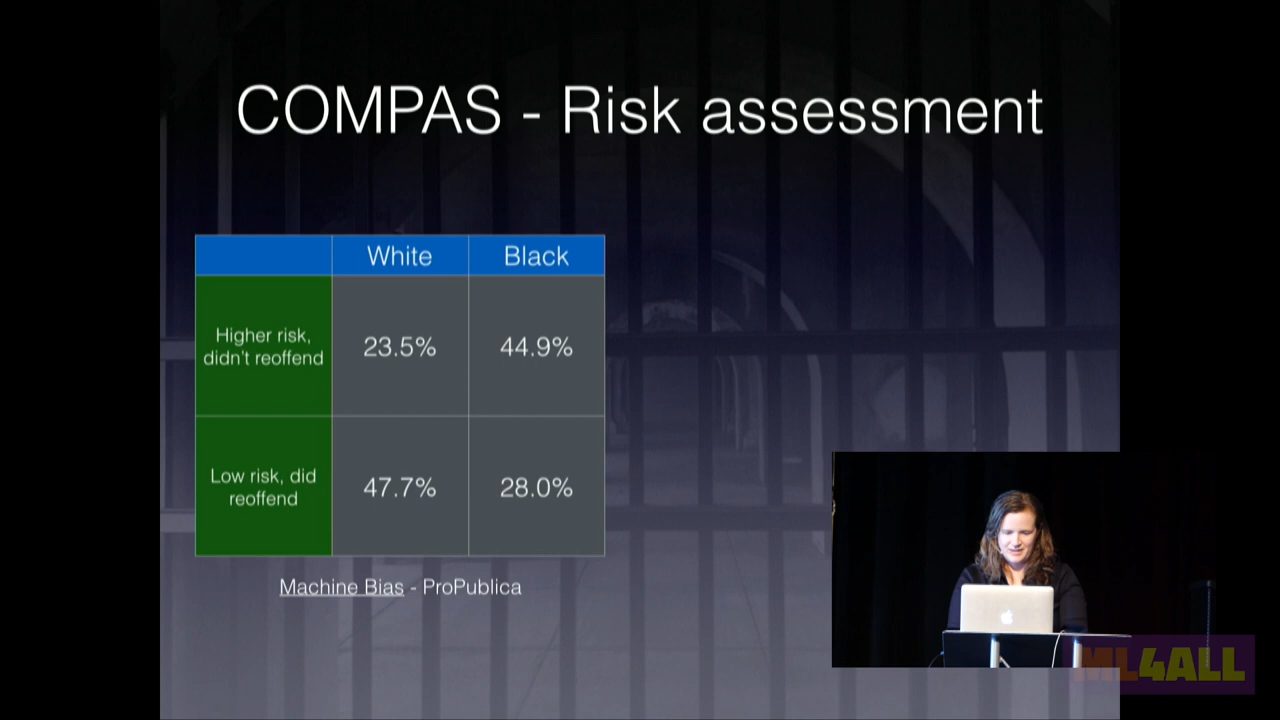 COMPAS - Risk assessment
White Black
Higher risk,
didn't reoffend
23.5% 44.9%
Low risk, did
reoffend
47.7% 28.0%
Machine Bias - ProPublica
ML4ALL